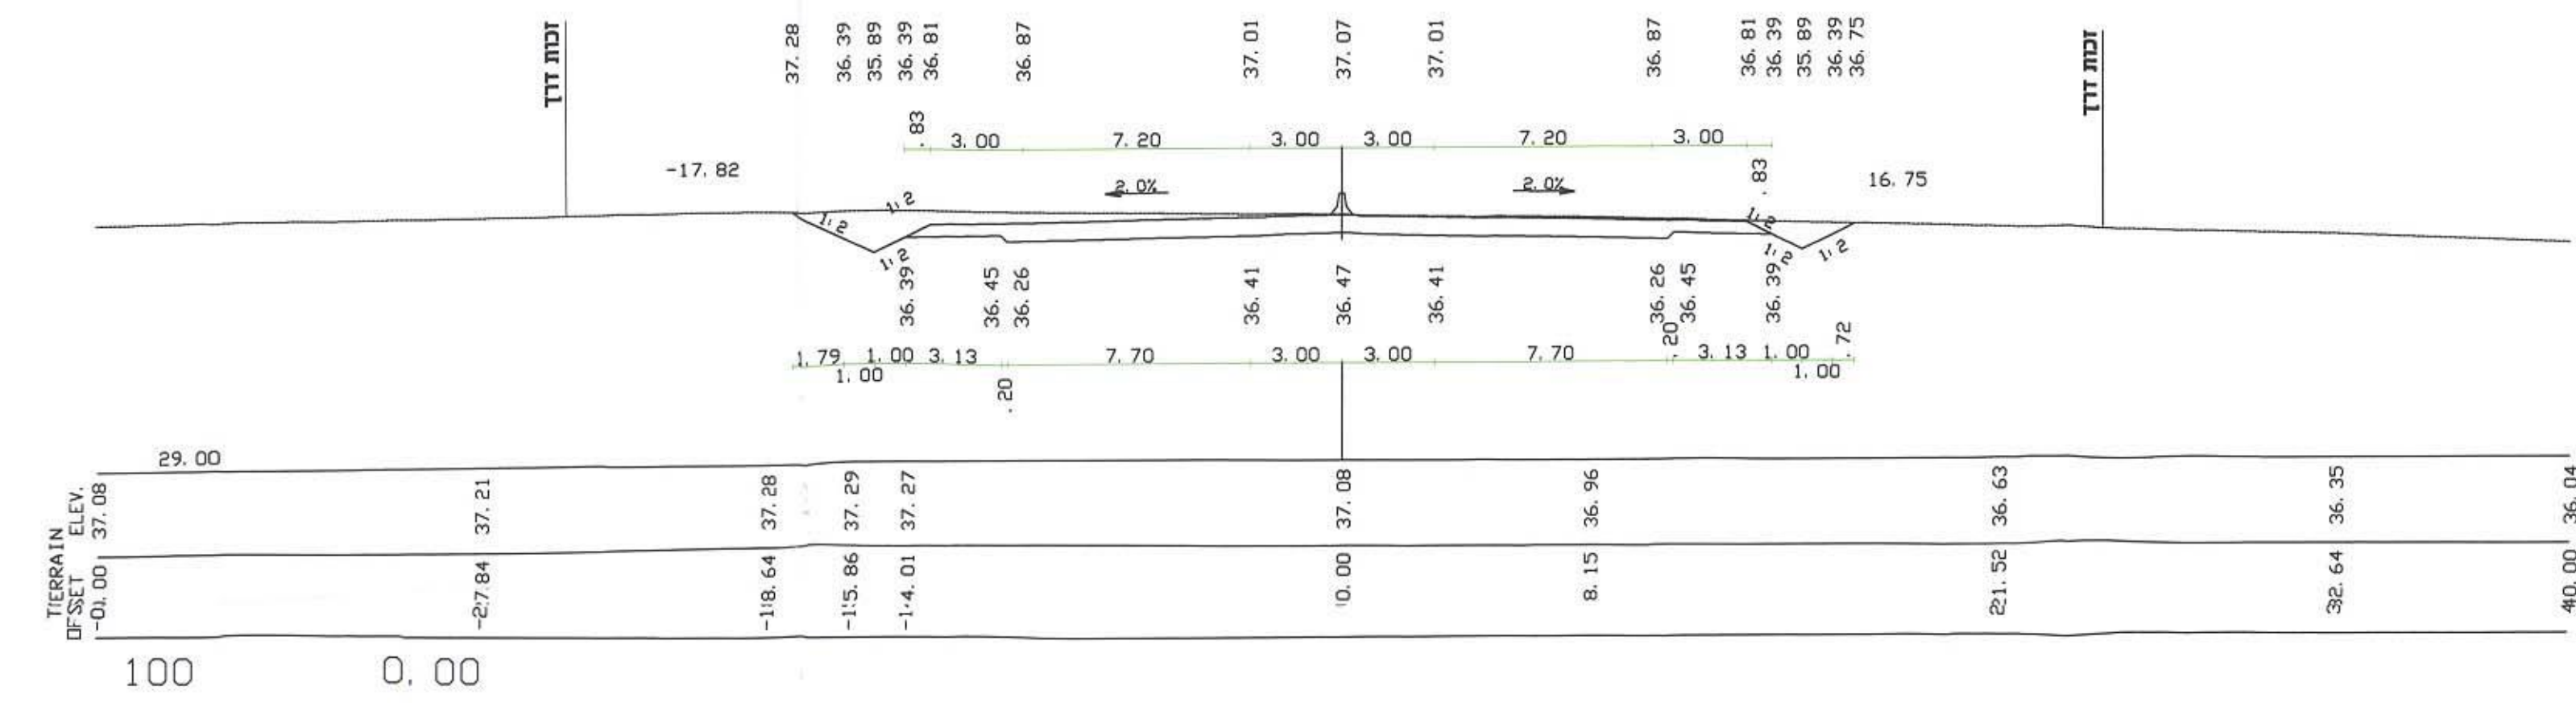 זכות דרך
37. 28 36. 39 35. 89 36. 39 36. 81 36. 87 37. 01 37. 07 37. 01 36. 87 36. 81 36. 39 35. 89 36. 39 36. 75
זכות דרך
. 83 3. 00 7. 20 3. 00 3. 00 7. 20 3. 00 . 83
-17. 82 2. 0% 2. 0% 16. 75
1: 2 1: 2 1: 2 1: 2 1: 2 1: 2
36. 39 36. 45 36. 26 36. 41 36. 47 36. 41 36. 26 36. 45 36. 39
1. 79 1. 00 3. 13 7. 70 3. 00 3. 00 7. 70 . 20 3. 13 1. 00 . 72
1. 00 . 20 1. 00
29. 00
ELEV. 37. 08 37. 21 37. 28 37. 29 37. 27 37. 08 36. 96 36. 63 36. 35 36. 04
TERRAIN
OFSSET -27. 84 -18. 64 -15. 86 -14. 01 0. 00 8. 15 21. 52 32. 64 40. 00
100 0. 00